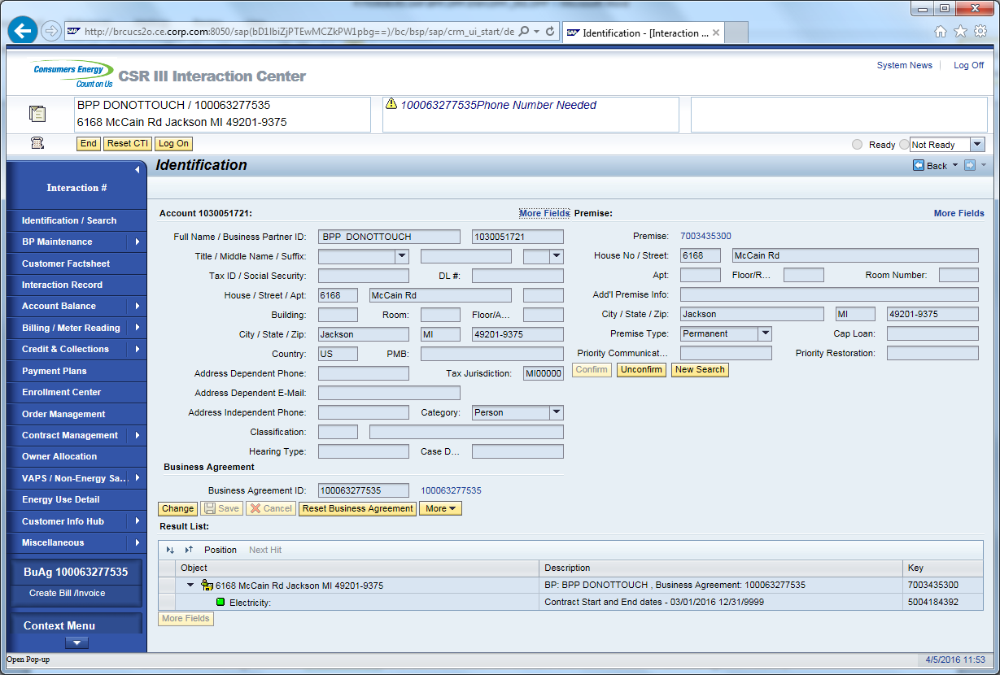 http://brcucs2o.ce.corp.com:8050/sap(bD1lbiZjPTEwMCZkPW1pbg==)/bc/bsp/sap/crm_ui_start/de
Identification - [Interaction ...
Consumers Energy
Count on Us
CSR III Interaction Center
System News
Log Off
BPP DONOTTOUCH / 100063277535
6168 McCain Rd Jackson MI 49201-9375
100063277535Phone Number Needed
End Reset CTI Log On
Ready Not Ready
Identification
Back
Interaction #
Identification / Search
BP Maintenance
Customer Factsheet
Interaction Record
Account Balance
Billing / Meter Reading
Credit & Collections
Payment Plans
Enrollment Center
Order Management
Contract Management
Owner Allocation
VAPS / Non-Energy Sa...
Energy Use Detail
Customer Info Hub
Miscellaneous
BuAg 100063277535
Create Bill /Invoice
Context Menu
Account 1030051721: More Fields
Full Name / Business Partner ID: BPP DONOTTOUCH 1030051721
Title / Middle Name / Suffix:
Tax ID / Social Security: DL #:
House / Street / Apt: 6168 McCain Rd
Building: Room: Floor/A...
City / State / Zip: Jackson MI 49201-9375
Country: US PMB:
Address Dependent Phone: Tax Jurisdiction: MI00000
Address Dependent E-Mail:
Address Independent Phone: Category: Person
Classification:
Hearing Type: Case D...
Business Agreement
Business Agreement ID: 100063277535 100063277535
Change Save Cancel Reset Business Agreement More
Premise: More Fields
Premise: 7003435300
House No / Street: 6168 McCain Rd
Apt: Floor/R... Room Number:
Add'l Premise Info:
City / State / Zip: Jackson MI 49201-9375
Premise Type: Permanent Cap Loan:
Priority Communicat... Priority Restoration:
Confirm Unconfirm New Search
Result List:
Position Next Hit
Object Description Key
6168 McCain Rd Jackson MI 49201-9375 BP: BPP DONOTTOUCH , Business Agreement: 100063277535 7003435300
Electricity: Contract Start and End dates - 03/01/2016 12/31/9999 5004184392
More Fields
Open Pop-up
4/5/2016 11:53